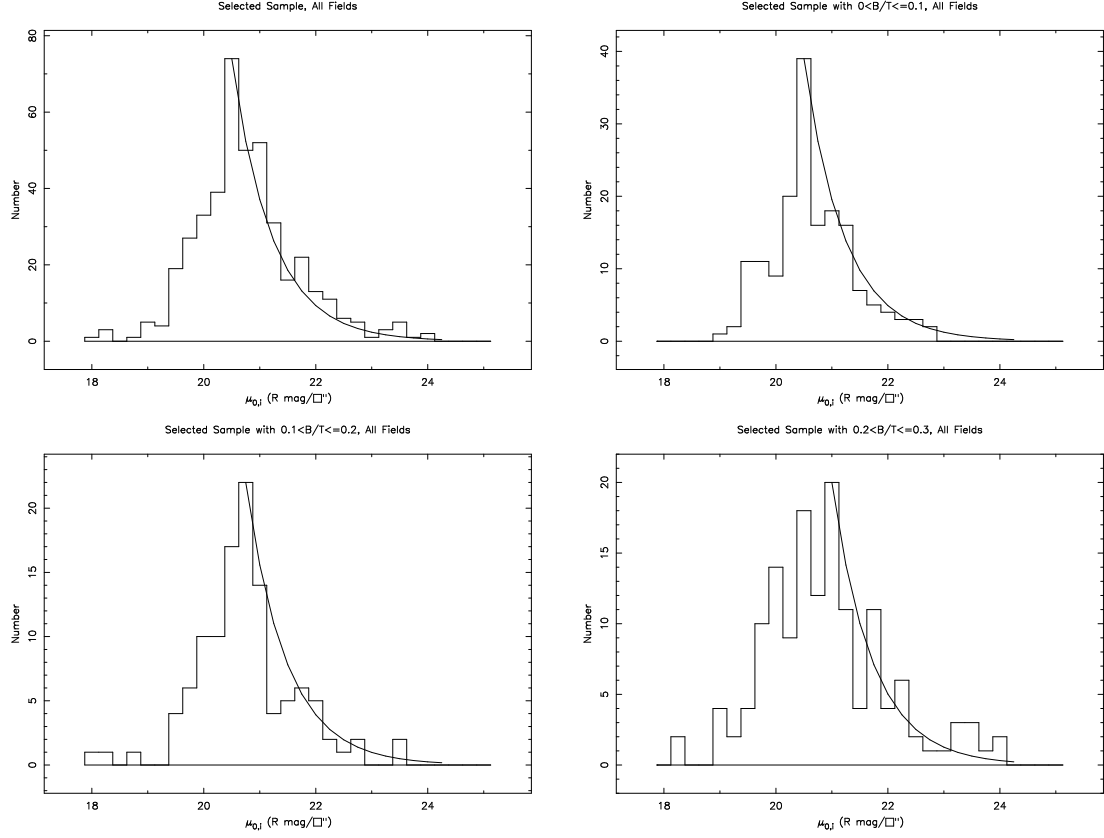 Selected Sample, All Fields
80
60
40
20
0
Number
18 20 22 24
μ0,i (R mag/□")
Selected Sample with 0<B/T<=0.1, All Fields
40
30
20
10
0
Number
18 20 22 24
μ0,i (R mag/□")
Selected Sample with 0.1<B/T<=0.2, All Fields
20
15
10
5
0
Number
18 20 22 24
μ0,i (R mag/□")
Selected Sample with 0.2<B/T<=0.3, All Fields
20
15
10
5
0
Number
18 20 22 24
μ0,i (R mag/□")